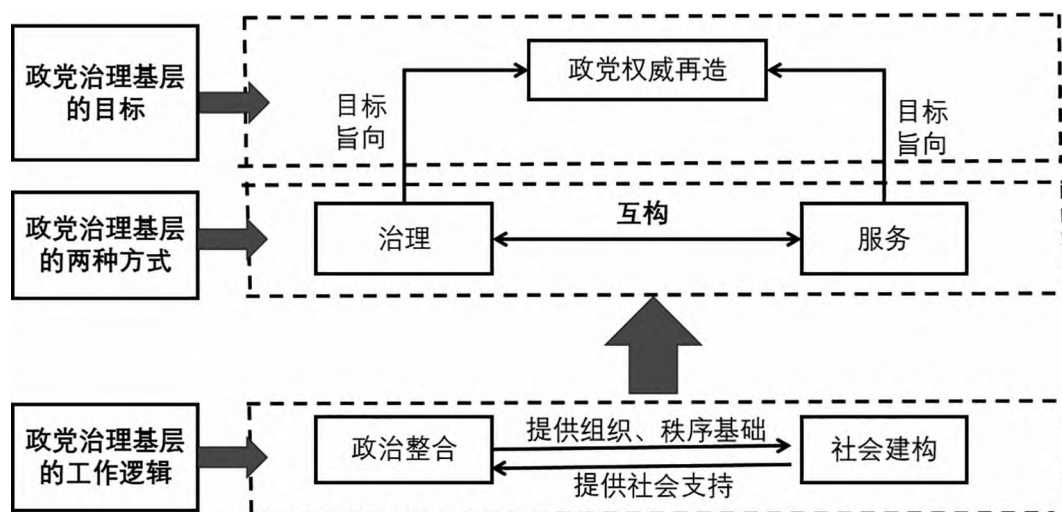 政党治理基层
的目标
政党权威再造
目标
旨向
目标
旨向
政党治理基层
的两种方式
治理
互构
服务
政党治理基层
的工作逻辑
政治整合
提供组织、秩序基础
提供社会支持
社会建构